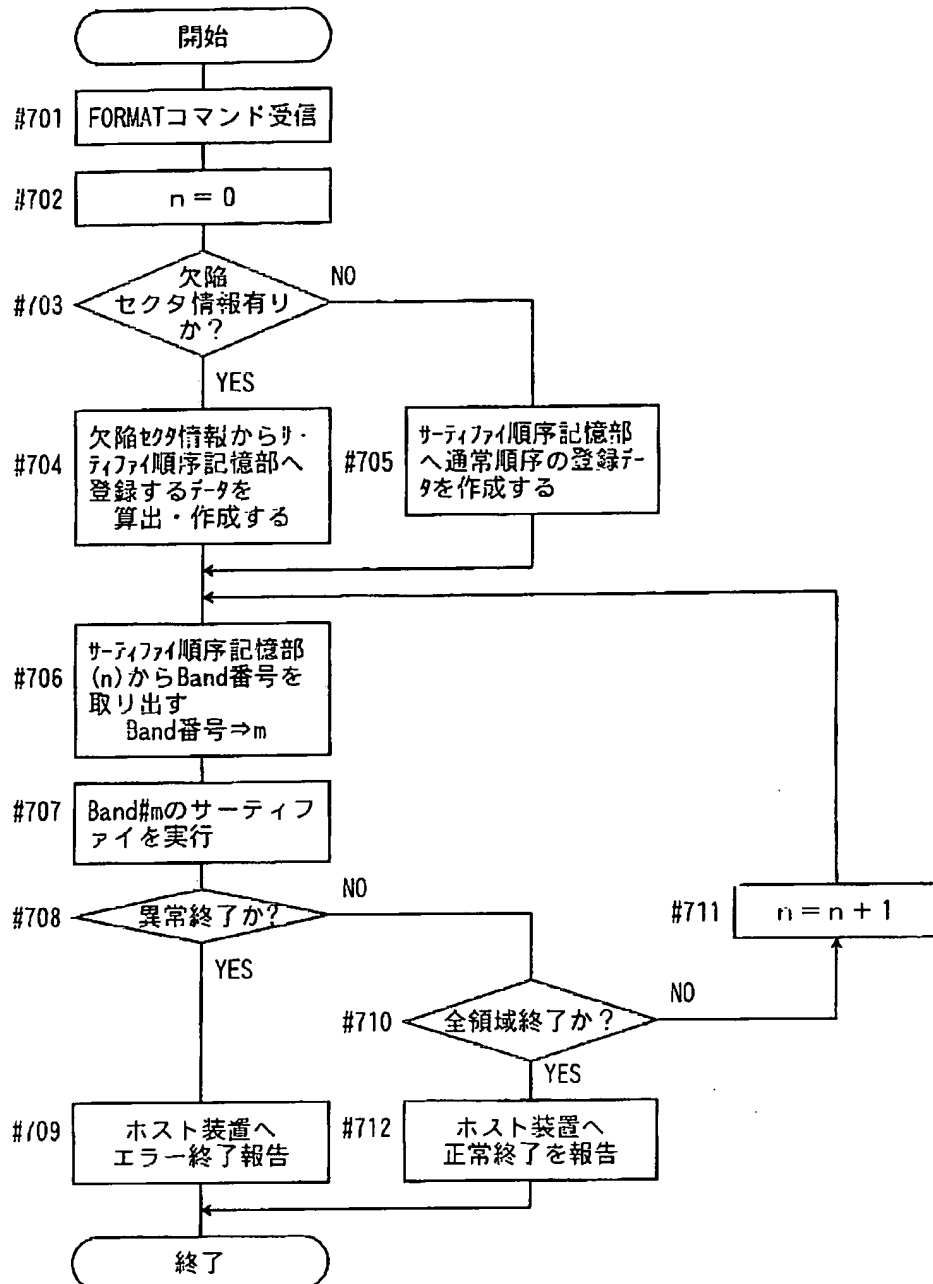 開始
#701
FORMATコマンド受信
#702
n = 0
#703
欠陥
セクタ情報有り
か?
NO
YES
#704
欠陥セクタ情報からサー
ティファイ順序記憶部へ
登録するデータを
算出・作成する
#705
サーティファイ順序記憶部
へ通常順序の登録デー
タを作成する
#706
サーティファイ順序記憶部
(n)からBand番号を
取り出す
Band番号⇒m
#707
Band#mのサーティフ
ァイを実行
#708
異常終了か?
NO
YES
#710
全領域終了か?
NO
YES
#711
n = n + 1
#709
ホスト装置へ
エラー終了報告
#712
ホスト装置へ
正常終了を報告
終了